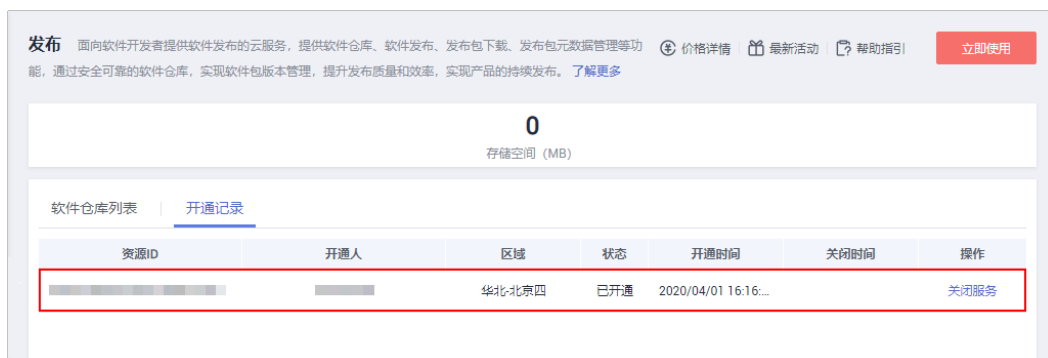 发布 面向软件开发者提供软件发布的云服务，提供软件仓库、软件发布、发布包下载、发布包元数据管理等功 价格详情 最新活动 帮助指引 立即使用
能，通过安全可靠的软件仓库，实现软件包版本管理，提升发布质量和效率，实现产品的持续发布。 了解更多
0
存储空间（MB）
软件仓库列表 开通记录
资源ID 开通人 区域 状态 开通时间 关闭时间 操作
华北-北京四 已开通 2020/04/01 16:16:... 关闭服务